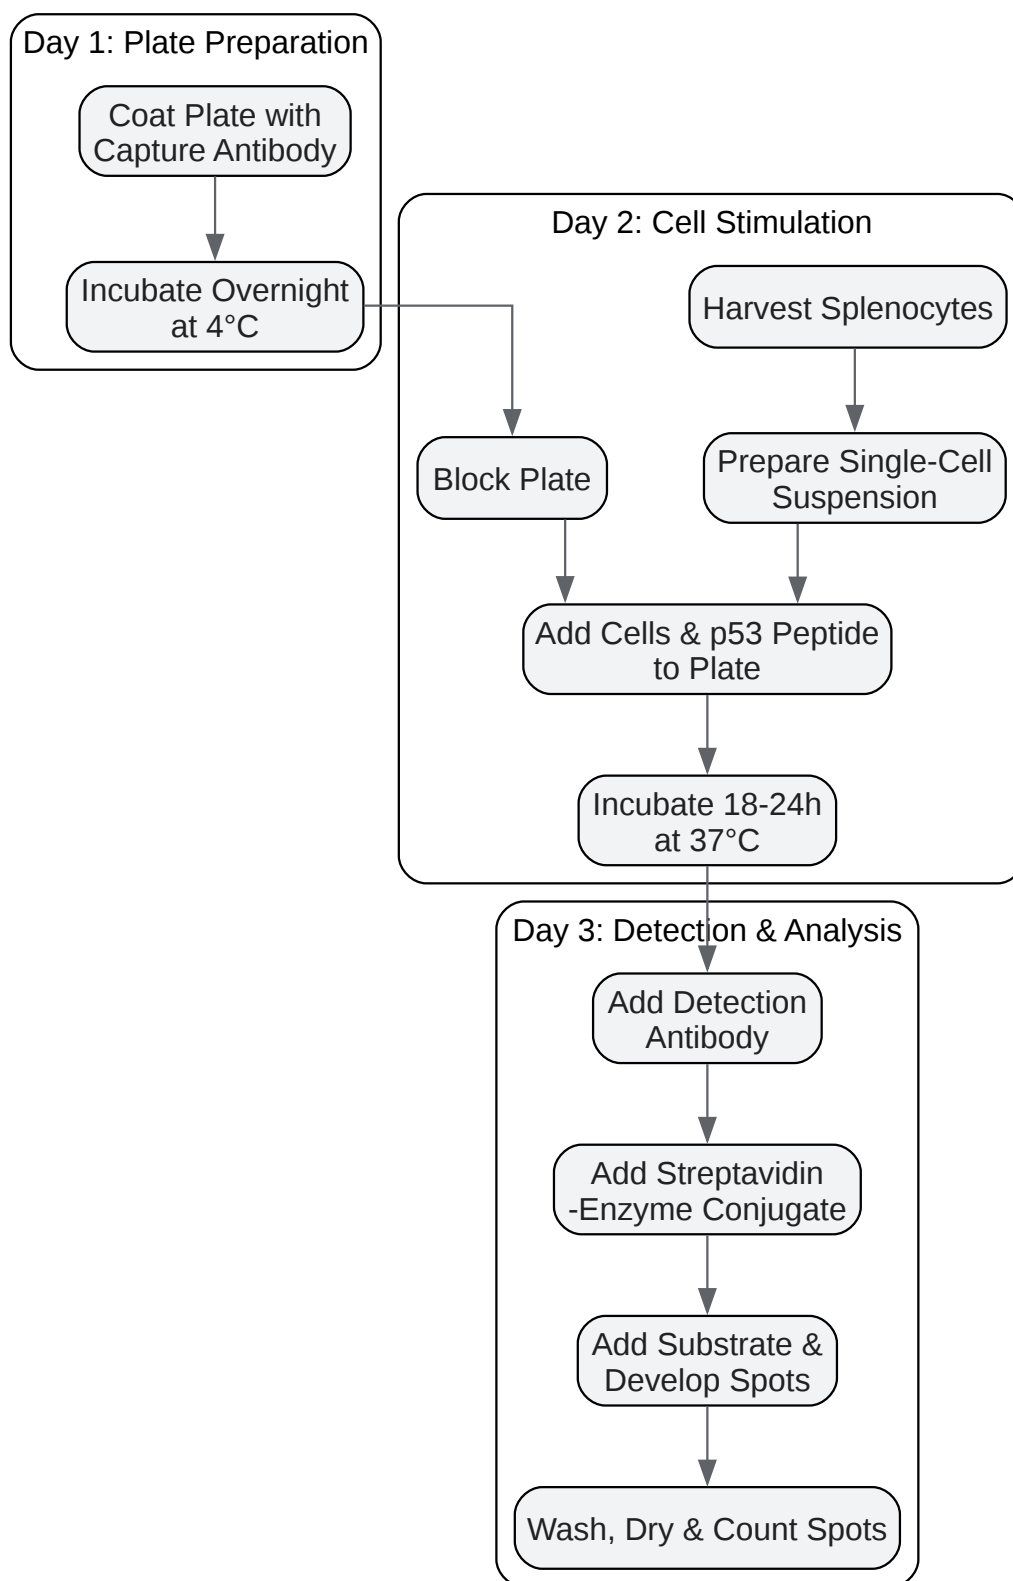 Day 1: Plate Preparation
Coat Plate with
Capture Antibody
Incubate Overnight
at 4°C
Day 2: Cell Stimulation
Harvest Splenocytes
Block Plate
Prepare Single-Cell
Suspension
Add Cells & p53 Peptide
to Plate
Incubate 18-24h
at 37°C
Day 3: Detection & Analysis
Add Detection
Antibody
Add Streptavidin
-Enzyme Conjugate
Add Substrate &
Develop Spots
Wash, Dry & Count Spots